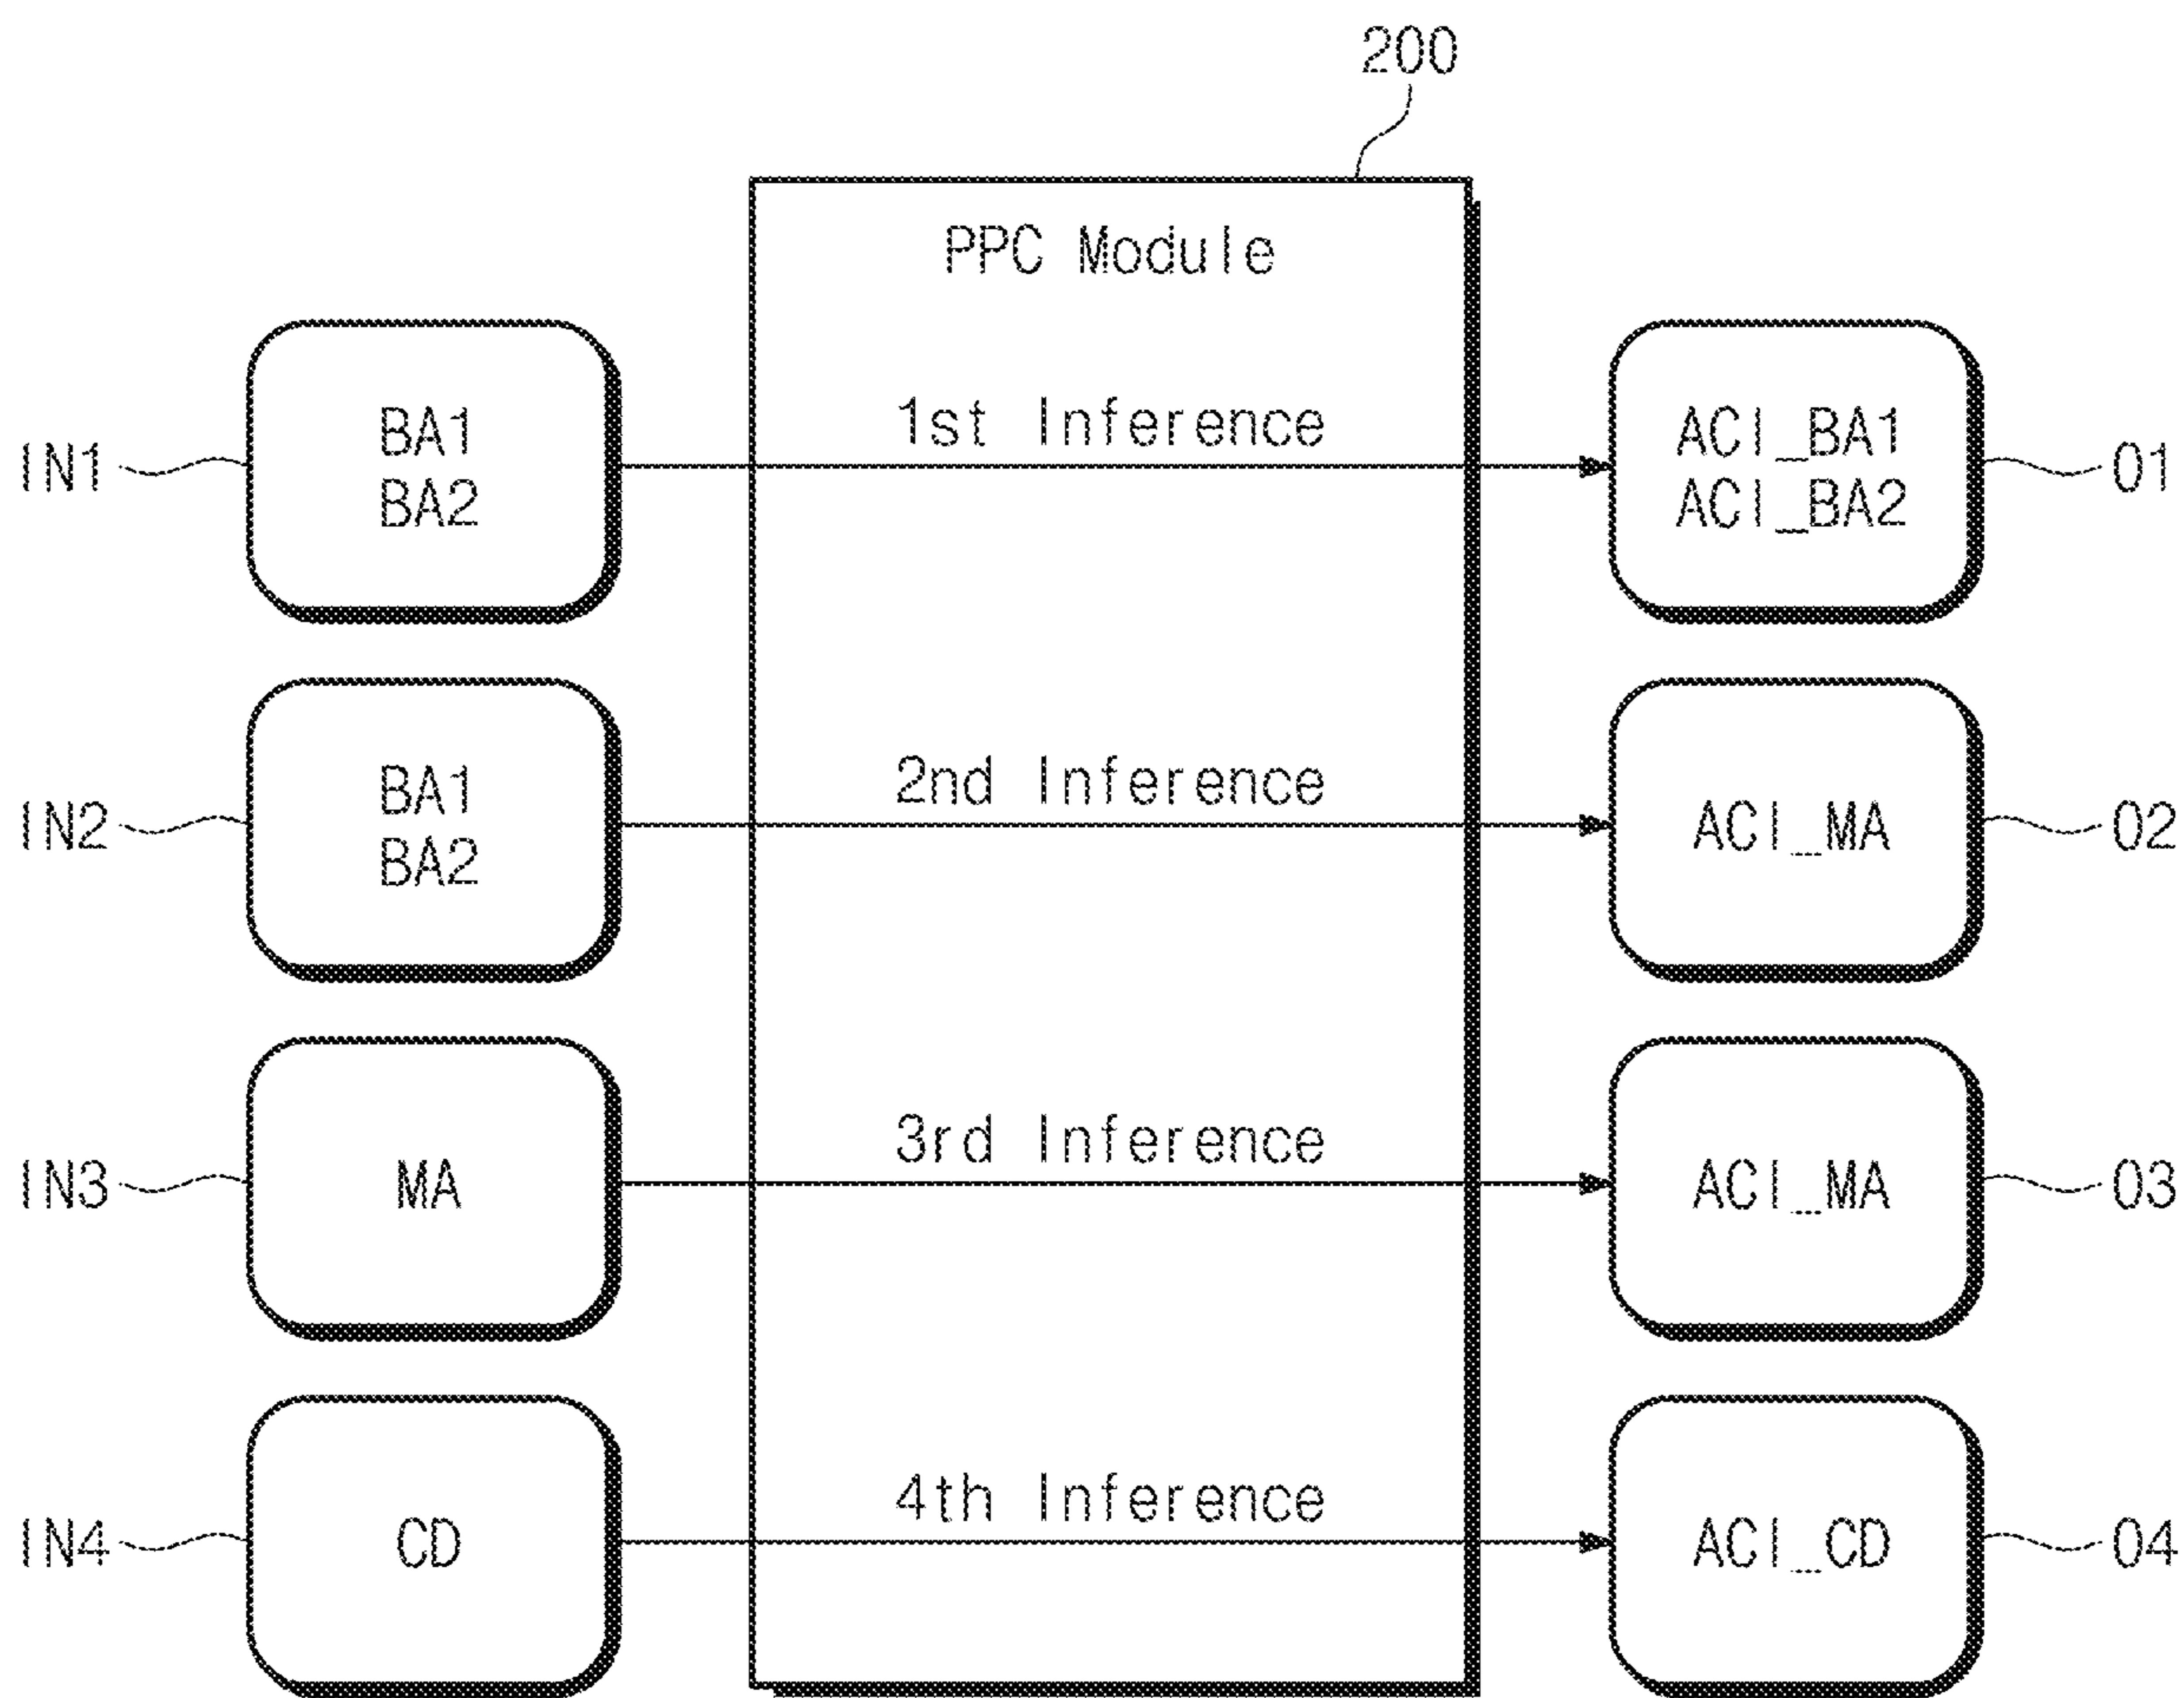 200
PPC Module
IN1
BA1
BA2
1st Inference
ACI_BA1
ACI_BA2
O1
IN2
BA1
BA2
2nd Inference
ACI_MA
O2
IN3
MA
3rd Inference
ACI_MA
O3
IN4
CD
4th Inference
ACI_CD
O4